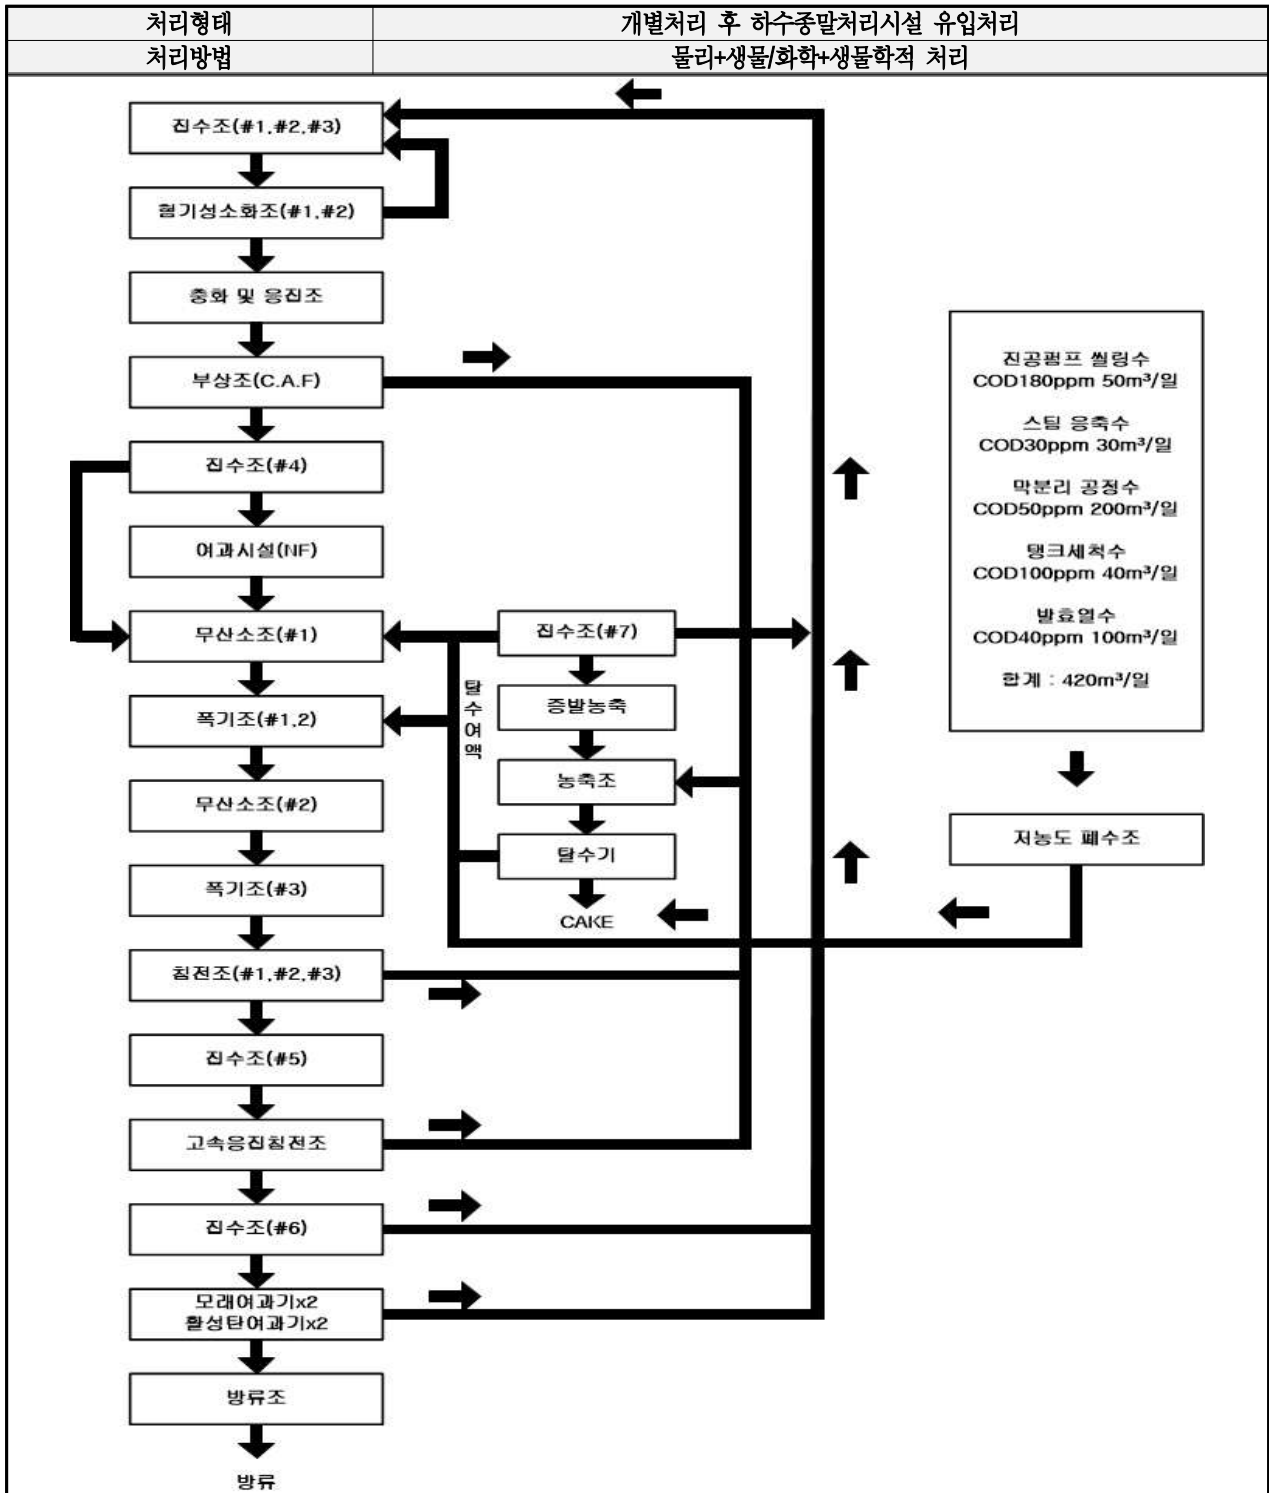 처리형태 개별처리 후 하수종말처리시설 유입처리
처리방법 물리+생물/화학+생물학적 처리
집수조(#1,#2,#3)
혐기성소화조(#1,#2)
중화 및 응집조
부상조(C.A.F)
집수조(#4)
여과시설(NF)
무산소조(#1)
폭기조(#1,2)
무산소조(#2)
폭기조(#3)
침전조(#1,#2,#3)
집수조(#5)
고속응집침전조
집수조(#6)
모래여과기x2
활성탄여과기x2
방류조
방류
탈수여액
집수조(#7)
증발농축
농축조
탈수기
CAKE
진공펌프 씰링수
COD180ppm 50m³/일
스팀 응축수
COD30ppm 30m³/일
막분리 공정수
COD50ppm 200m³/일
탱크세척수
COD100ppm 40m³/일
발효열수
COD40ppm 100m³/일
합계 : 420m³/일
저농도 폐수조